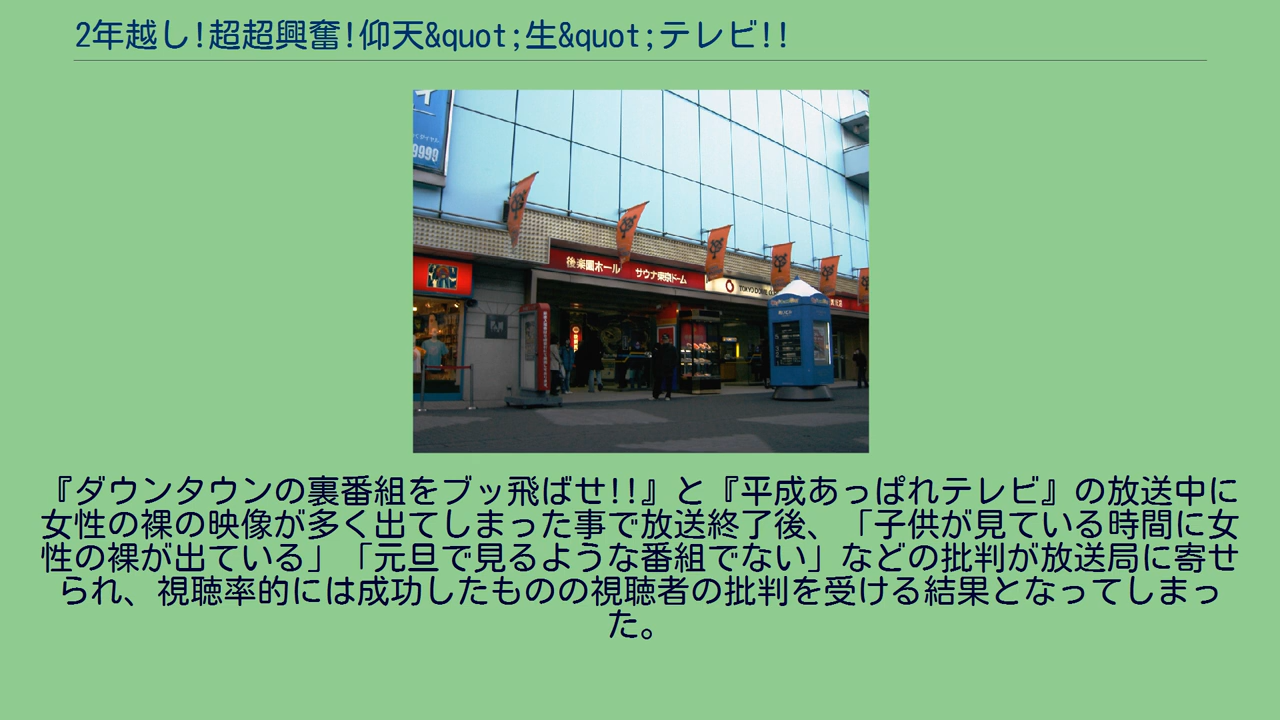 2年越し!超超興奮!仰天&quot;生&quot;テレビ!!
9999
後楽園ホール サウナ東京ドーム
TOKYO DOME
『ダウンタウンの裏番組をブッ飛ばせ!!』と『平成あっぱれテレビ』の放送中に
女性の裸の映像が多く出てしまった事で放送終了後、「子供が見ている時間に女
性の裸が出ている」「元旦で見るような番組でない」などの批判が放送局に寄せ
られ、視聴率的には成功したものの視聴者の批判を受ける結果となってしまっ
た。